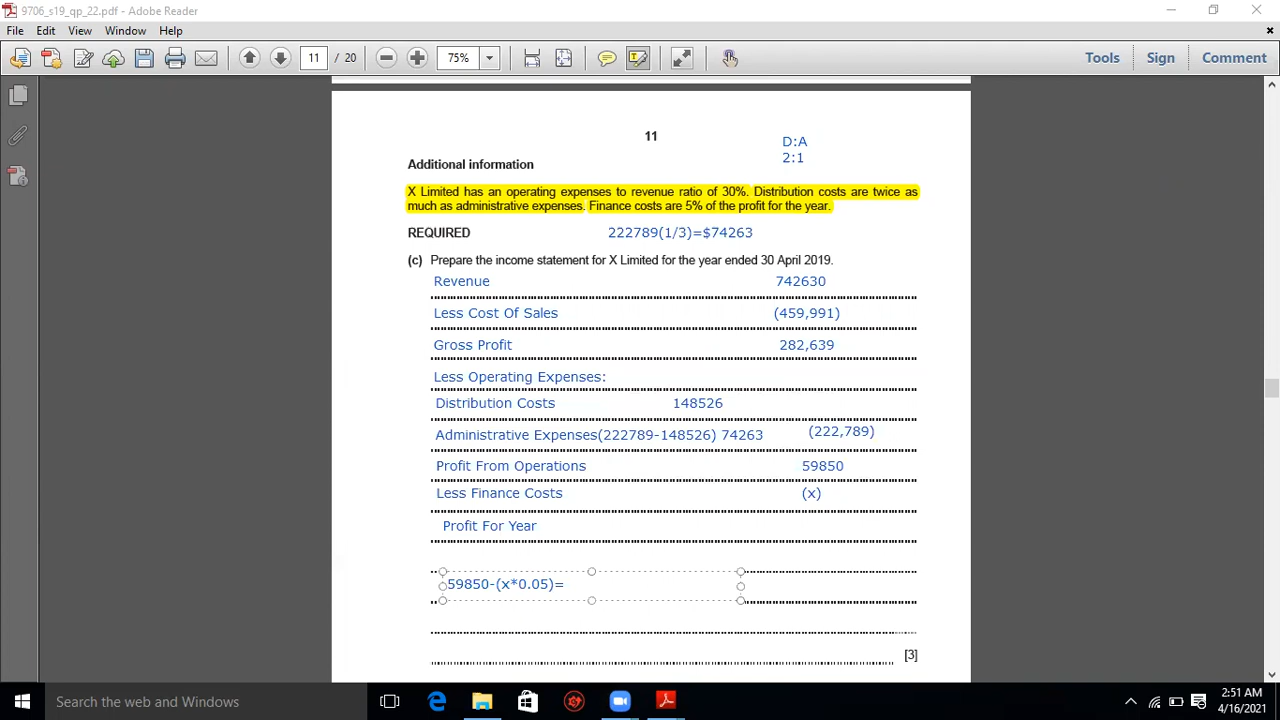 9706_s19_qp_22.pdf - Adobe Reader
File Edit View Window Help
11 / 20 75% Tools Sign Comment
11
D:A
2:1
Additional information
X Limited has an operating expenses to revenue ratio of 30%. Distribution costs are twice as
much as administrative expenses. Finance costs are 5% of the profit for the year.
REQUIRED 222789(1/3)=$74263
(c) Prepare the income statement for X Limited for the year ended 30 April 2019.
Revenue 742630
Less Cost Of Sales (459,991)
Gross Profit 282,639
Less Operating Expenses:
Distribution Costs 148526
Administrative Expenses(222789-148526) 74263 (222,789)
Profit From Operations 59850
Less Finance Costs (x)
Profit For Year
59850-(x*0.05)=
[3]
Search the web and Windows
2:51 AM
4/16/2021